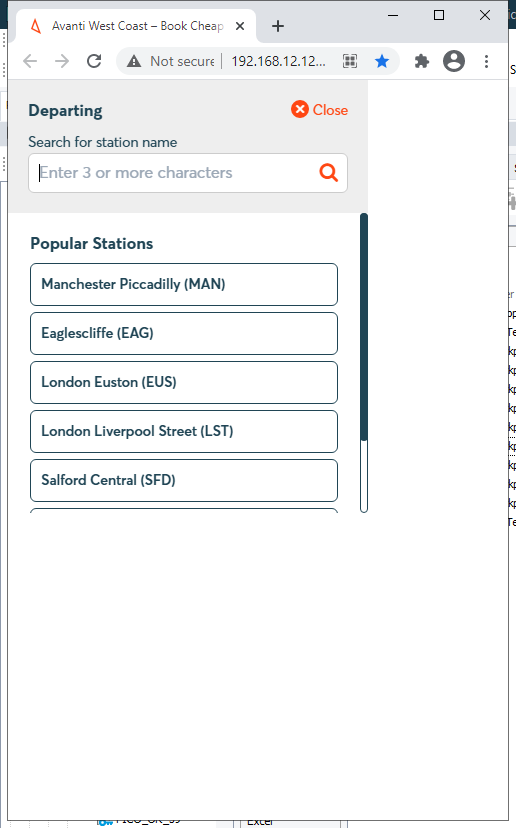 Avanti West Coast – Book Cheap
Not secure
192.168.12.12...
Departing
Close
Search for station name
Enter 3 or more characters
Popular Stations
Manchester Piccadilly (MAN)
Eaglescliffe (EAG)
London Euston (EUS)
London Liverpool Street (LST)
Salford Central (SFD)
Excel